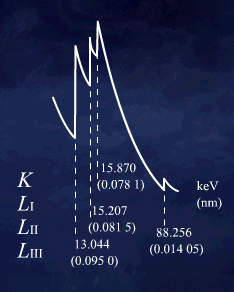 15.870
(0.078 1)
K
LI
LII
LIII
15.207
(0.081 5)
13.044
(0.095 0)
keV
(nm)
88.256
(0.014 05)